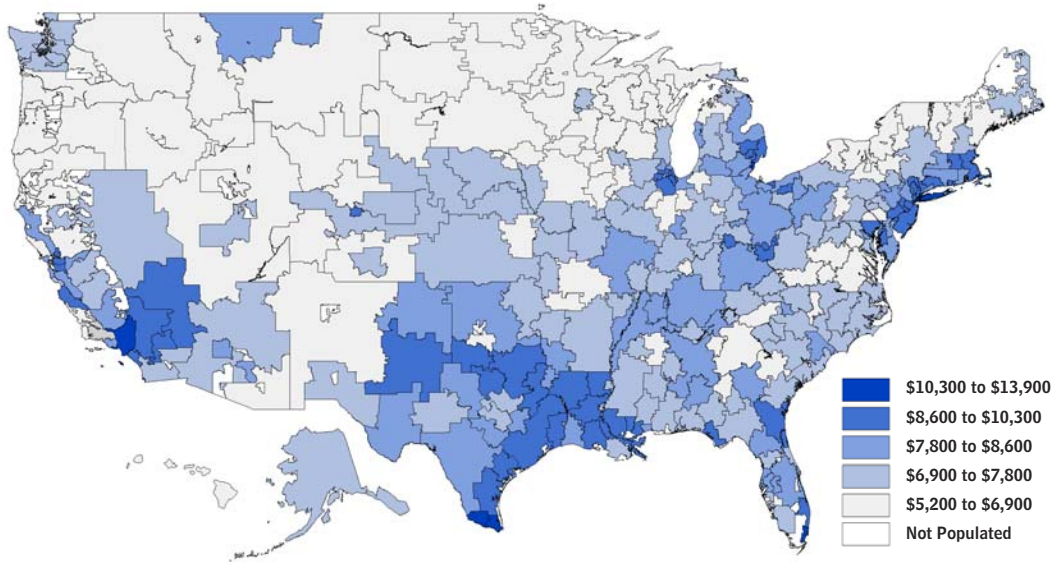 $10,300 to $13,900
$8,600 to $10,300
$7,800 to $8,600
$6,900 to $7,800
$5,200 to $6,900
Not Populated